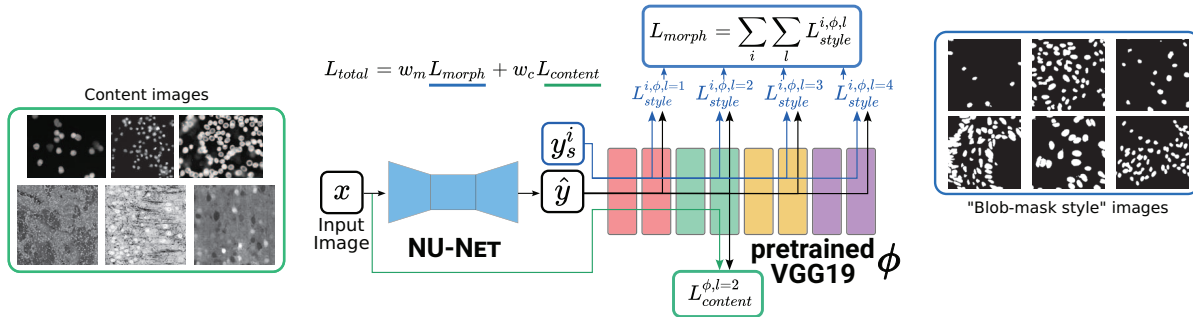 Content images
x
Input
Image
NU-NET
L_{total} = w_m L_{morph} + w_c L_{content}
L_{morph} = \sum_i \sum_l L_{style}^{i,\phi,l}
L_{style}^{i,\phi,l=1} L_{style}^{i,\phi,l=2} L_{style}^{i,\phi,l=3} L_{style}^{i,\phi,l=4}
y_s^i
ŷ
pretrained
VGG19 ϕ
L_{content}^{\phi,l=2}
"Blob-mask style" images